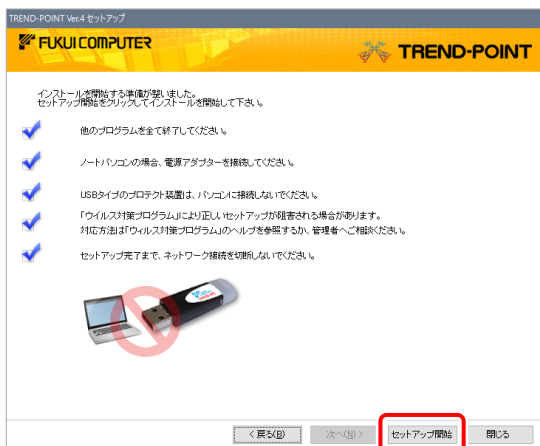 TREND-POINT Ver.4 セットアップ
FUKUI COMPUTER
TREND-POINT
インストールを開始する準備が整いました。
セットアップ開始をクリックしてインストールを開始して下さい。
他のプログラムを全て終了してください。
ノートパソコンの場合、電源アダプターを接続してください。
USBタイプのプロテクト装置は、パソコンに接続しないでください。
「ウイルス対策プログラム」により正しいセットアップが阻害される場合があります。
対応方法は「ウィルス対策プログラム」のヘルプを参照するか、管理者へご相談ください。
セットアップ完了まで、ネットワーク接続を切断しないでください。
< 戻る(B)
次へ(N) >
セットアップ開始
閉じる